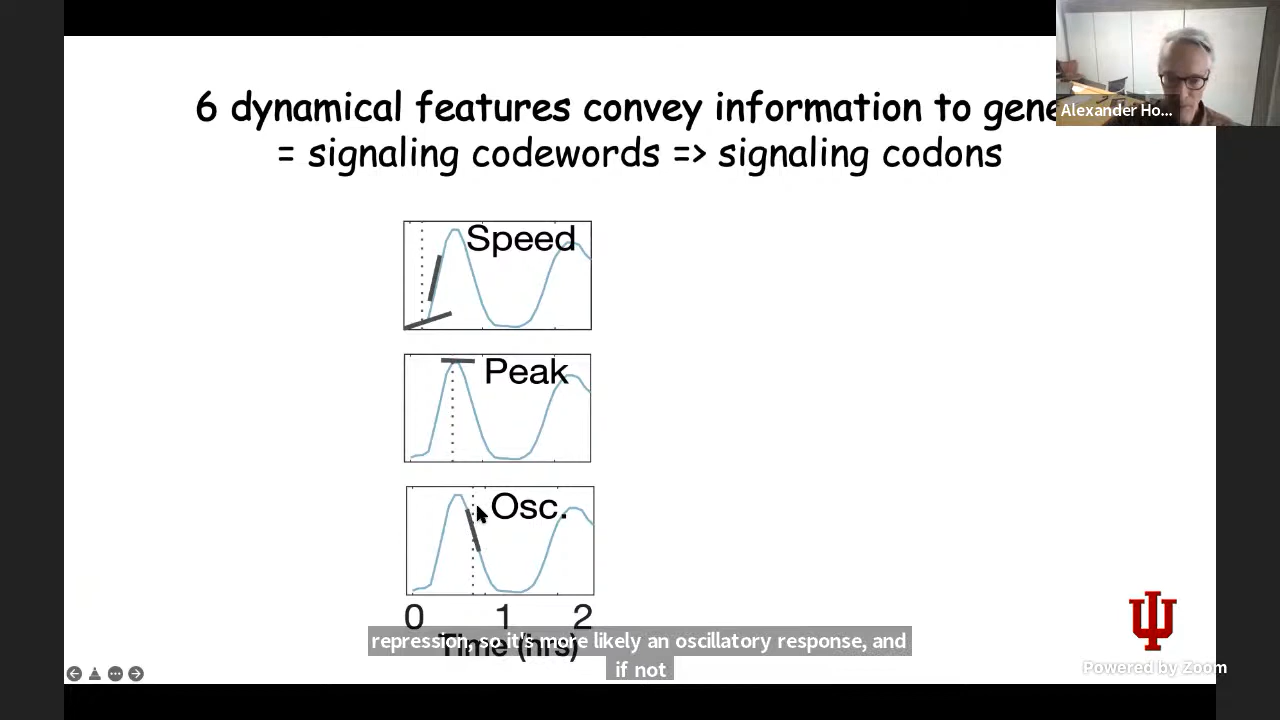 6 dynamical features convey information to gene
= signaling codewords => signaling codons
Alexander Ho...
Speed
Peak
Osc.
0 1 2
Time (hrs)
repression, so it's more likely an oscillatory response, and
if not
Powered by Zoom